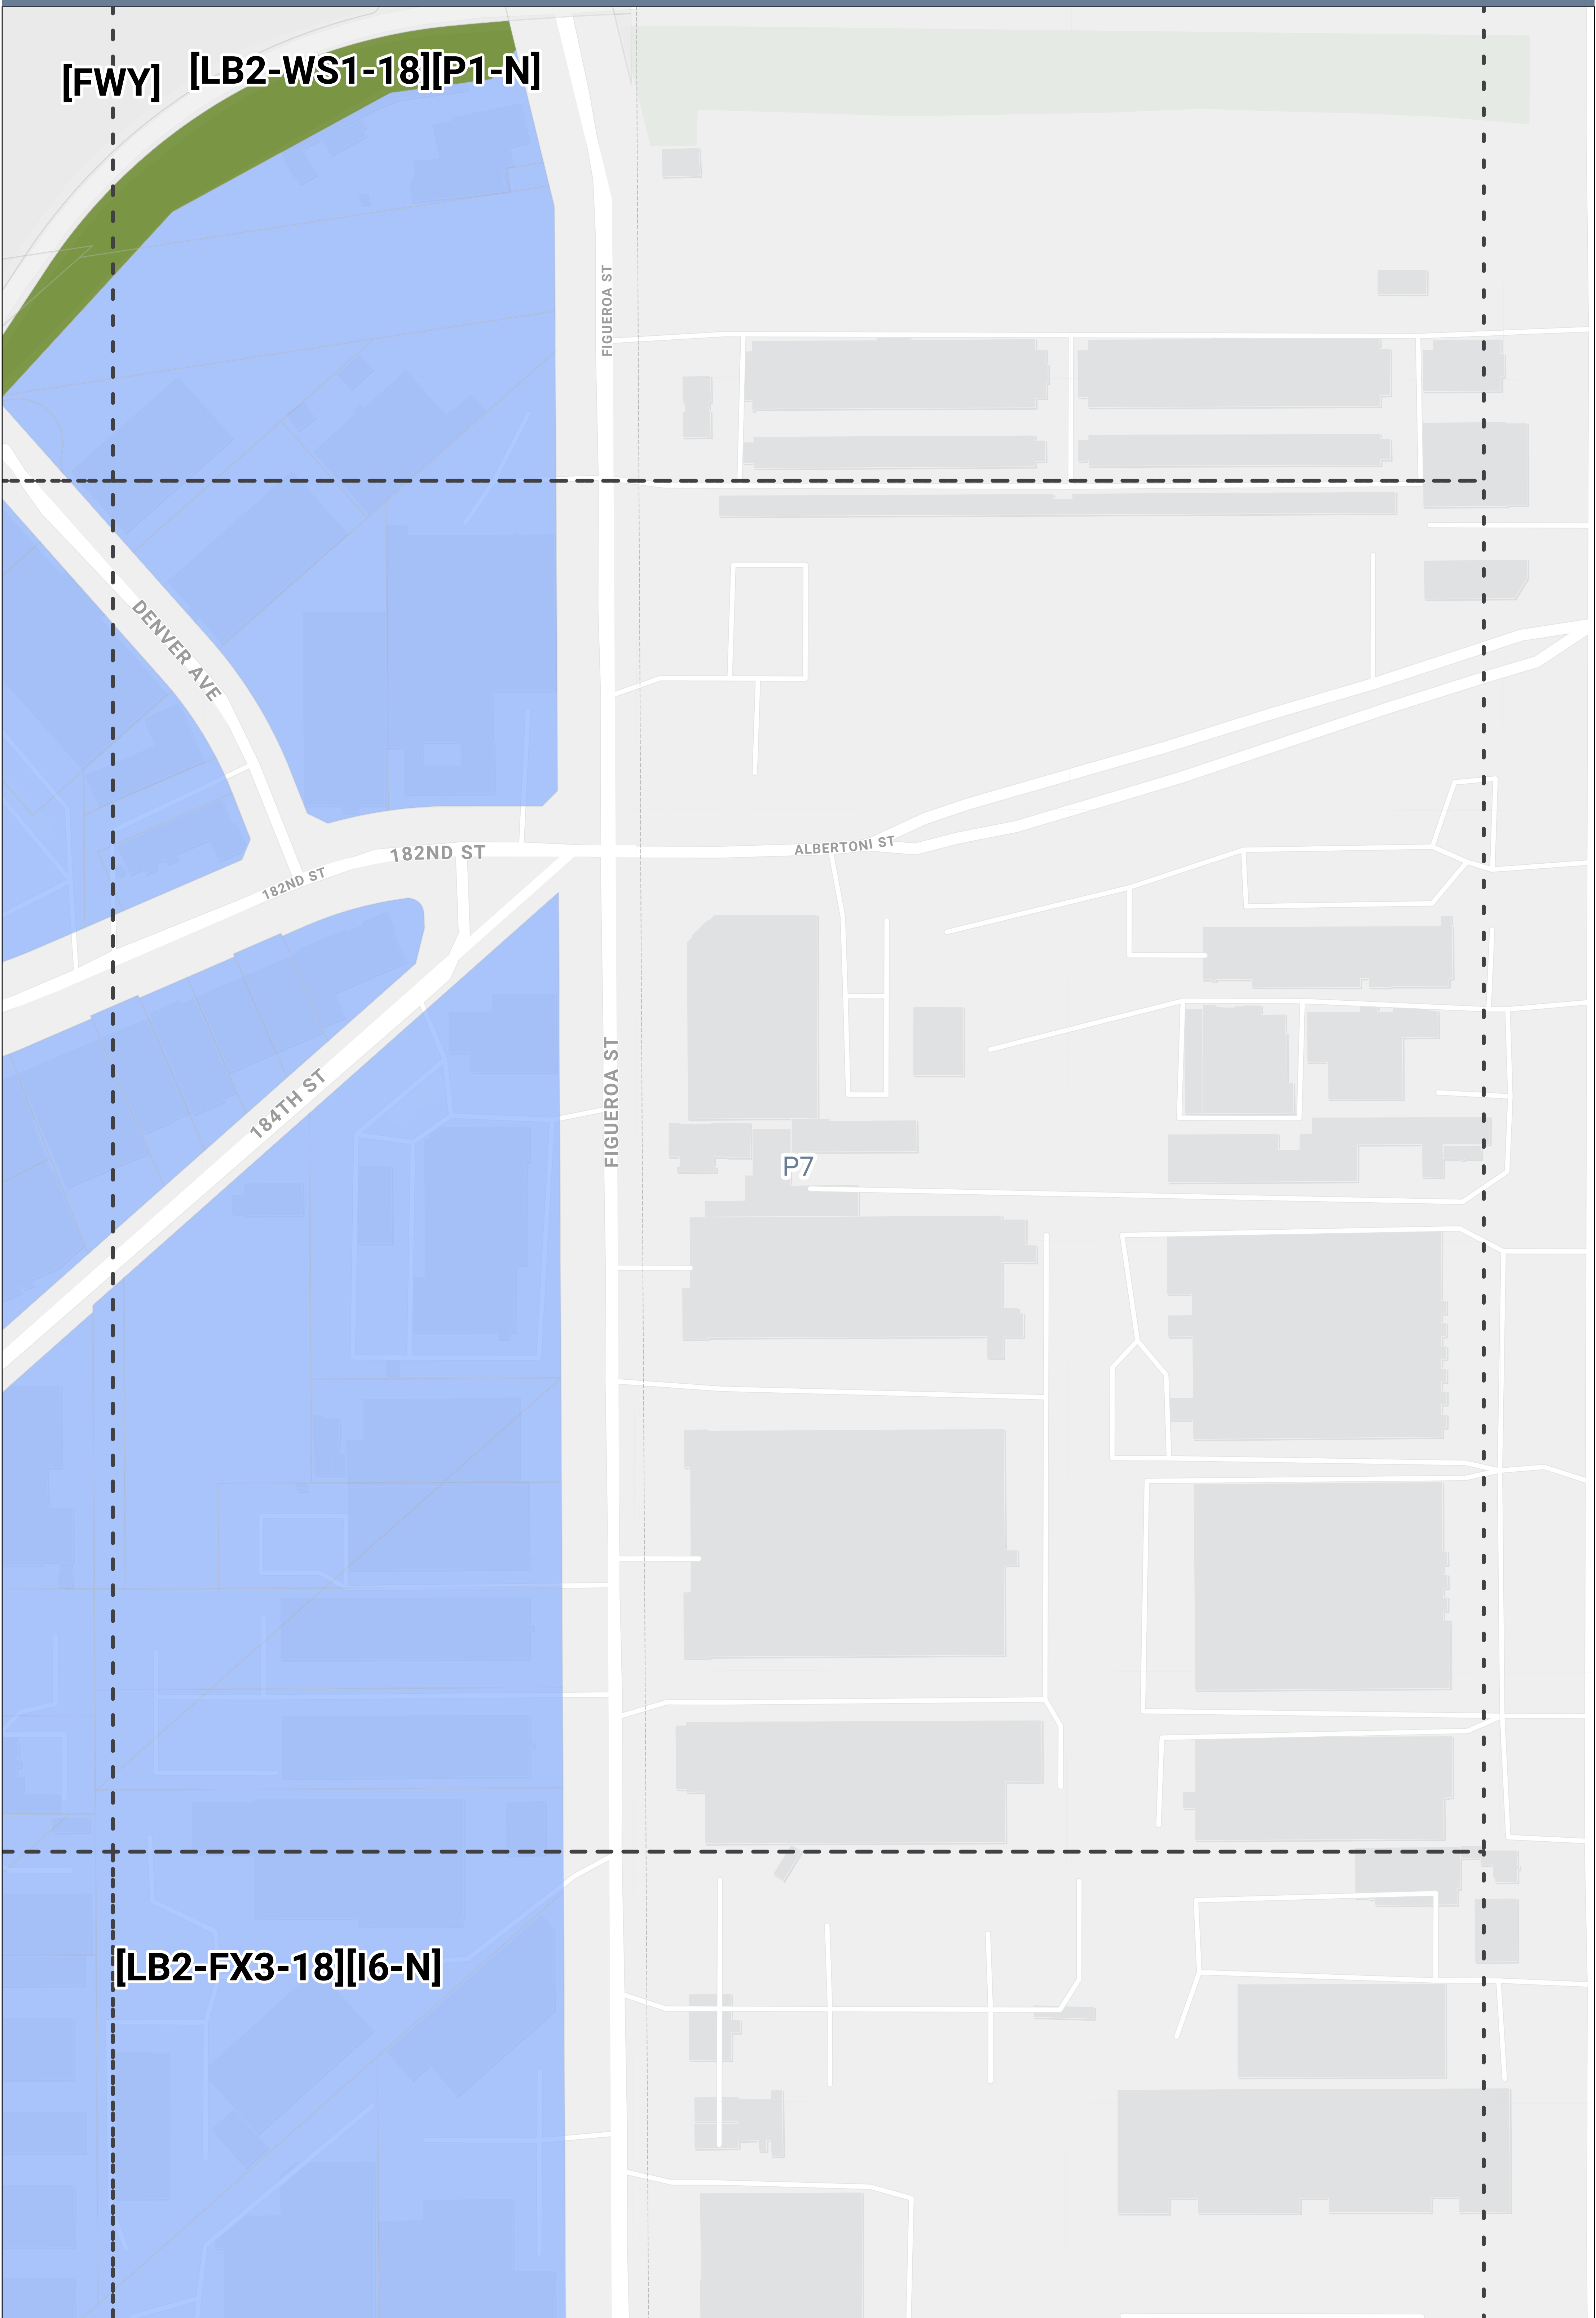 [FWY]
[LB2-WS1-18][P1-N]
FIGUEROA ST
DENVER AVE
182ND ST
182ND ST
ALBERTONI ST
184TH ST
FIGUEROA ST
P7
[LB2-FX3-18][I6-N]